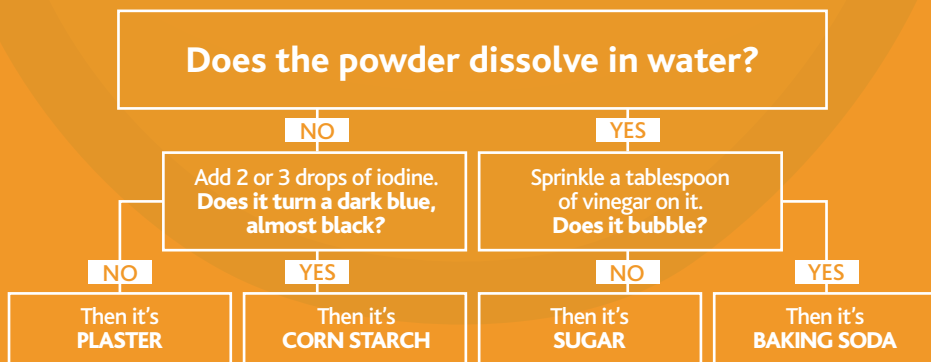 Does the powder dissolve in water?
NO
YES
Add 2 or 3 drops of iodine.
Does it turn a dark blue,
almost black?
Sprinkle a tablespoon
of vinegar on it.
Does it bubble?
NO
YES
NO
YES
Then it's
PLASTER
Then it's
CORN STARCH
Then it's
SUGAR
Then it's
BAKING SODA